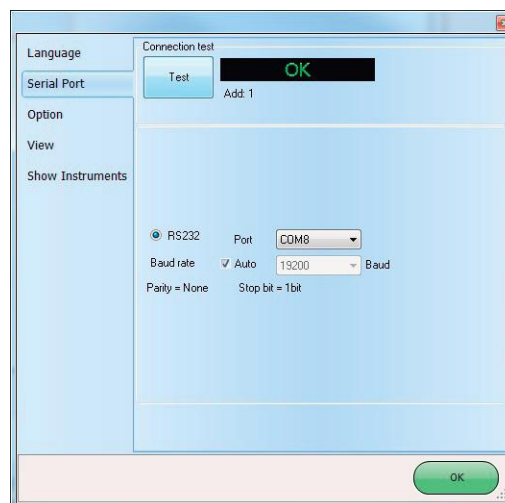 Language
Serial Port
Option
View
Show Instruments
Connection test
Test
OK
Add: 1
RS232 Port COM8
Baud rate Auto 19200 Baud
Parity = None Stop bit = 1bit
OK